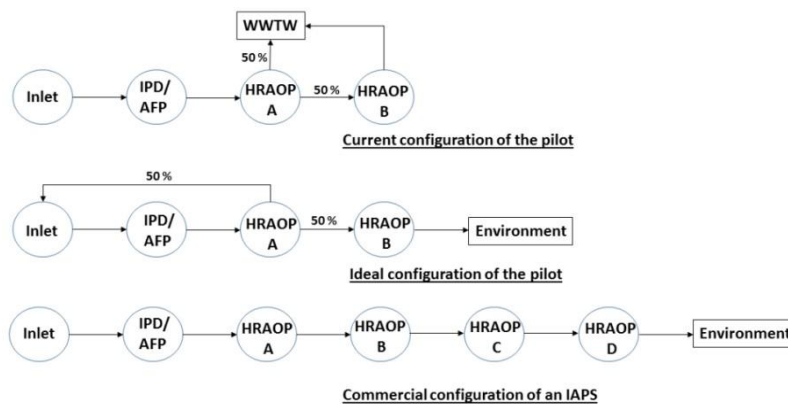 WWTW
50 %
Inlet
IPD/
AFP
HRAOP
A
50 %
HRAOP
B
Current configuration of the pilot
50 %
Inlet
IPD/
AFP
HRAOP
A
50 %
HRAOP
B
Environment
Ideal configuration of the pilot
Inlet
IPD/
AFP
HRAOP
A
HRAOP
B
HRAOP
C
HRAOP
D
Environment
Commercial configuration of an IAPS